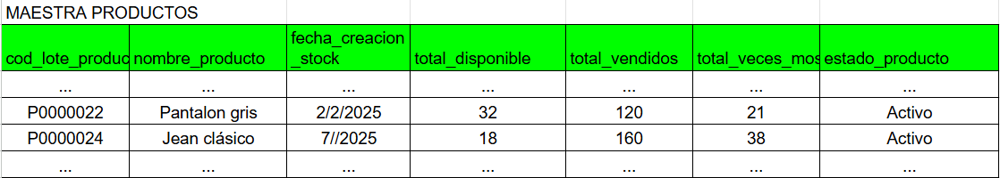 MAESTRA PRODUCTOS
cod_lote_produc nombre_producto fecha_creacion_stock total_disponible total_vendidos total_veces_mos estado_producto
... ... ... ... ... ... ...
P0000022 Pantalon gris 2/2/2025 32 120 21 Activo
P0000024 Jean clásico 7//2025 18 160 38 Activo
... ... ... ... ... ... ...